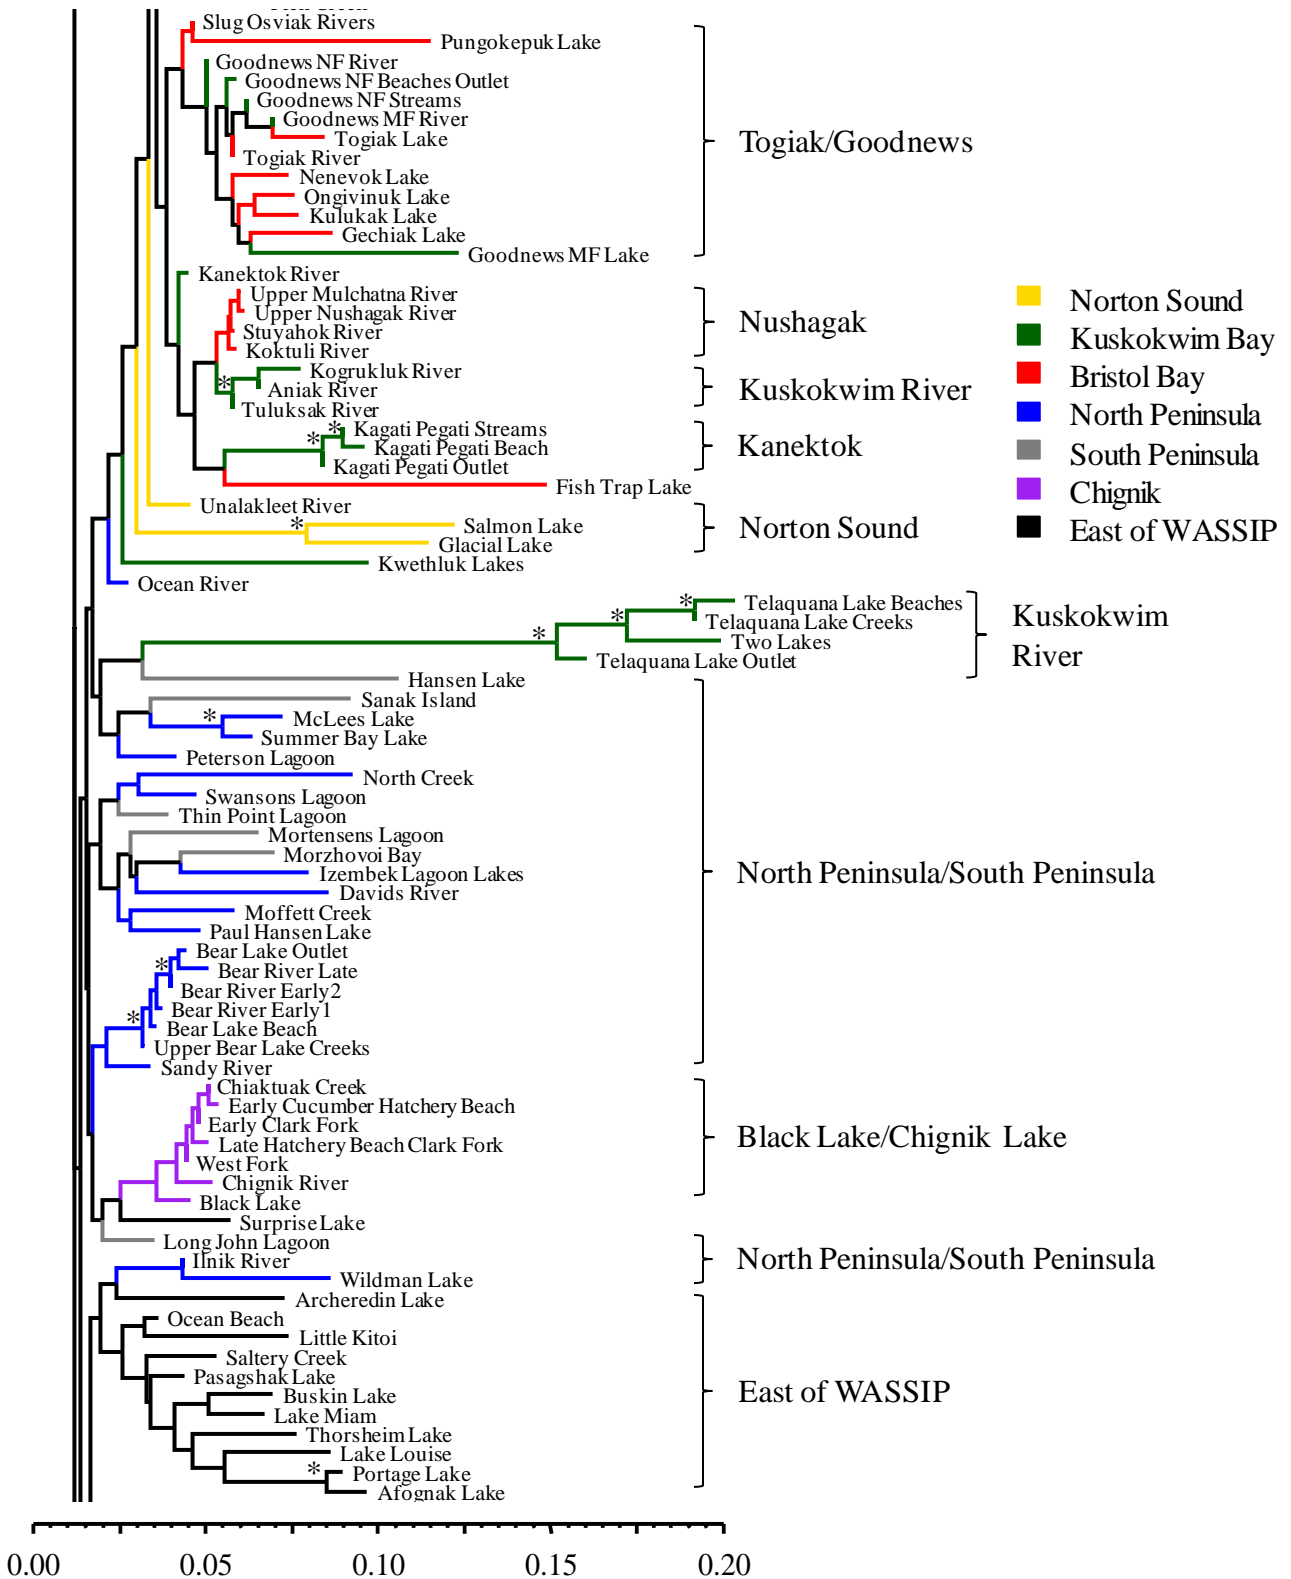 Slug Osviak Rivers
Pungokepuk Lake
Goodnews NF River
Goodnews NF Beaches Outlet
Goodnews NF Streams
Goodnews MF River
Togiak Lake
Togiak River
Nenevok Lake
Ongivinuk Lake
Kulukak Lake
Gechiak Lake
Goodnews MF Lake
Togiak/Goodnews
Kanektok River
Upper Mulchatna River
Upper Nushagak River
Stuyahok River
Koktuli River
Nushagak
* Kogrukluk River
Aniak River
Tuluksak River
Kuskokwim River
* * Kagati Pegati Streams
Kagati Pegati Beach
Kagati Pegati Outlet
Kanektok
Fish Trap Lake
Unalakleet River
* Salmon Lake
Glacial Lake
Norton Sound
Kwethluk Lakes
Ocean River
Norton Sound
Kuskokwim Bay
Bristol Bay
North Peninsula
South Peninsula
Chignik
East of WASSIP
* * * Telaquana Lake Beaches
Telaquana Lake Creeks
Two Lakes
Telaquana Lake Outlet
Kuskokwim
River
Hansen Lake
Sanak Island
* McLees Lake
Summer Bay Lake
Peterson Lagoon
North Creek
Swansons Lagoon
Thin Point Lagoon
Mortensens Lagoon
Morzhovoi Bay
Izembek Lagoon Lakes
Davids River
Moffett Creek
Paul Hansen Lake
Bear Lake Outlet
* Bear River Late
Bear River Early2
Bear River Early1
* Bear Lake Beach
Upper Bear Lake Creeks
Sandy River
North Peninsula/South Peninsula
Chiaktuak Creek
Early Cucumber Hatchery Beach
Early Clark Fork
Late Hatchery Beach Clark Fork
West Fork
Chignik River
Black Lake
Black Lake/Chignik Lake
Surprise Lake
Long John Lagoon
Ilnik River
Wildman Lake
North Peninsula/South Peninsula
Archeredin Lake
Ocean Beach
Little Kitoi
Saltery Creek
Pasagshak Lake
Buskin Lake
Lake Miam
Thorsheim Lake
Lake Louise
* Portage Lake
Afognak Lake
East of WASSIP
0.00 0.05 0.10 0.15 0.20